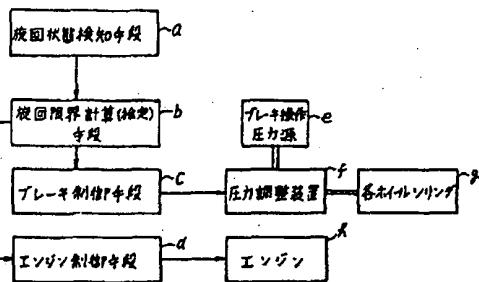 旋回状態検知手段
a
旋回限界計算(検定)
手段
b
ブレーキ操作
圧力源
e
ブレーキ制御手段
c
圧力調整装置
f
各ホイールシリンダ
g
エンジン制御手段
d
エンジン
h